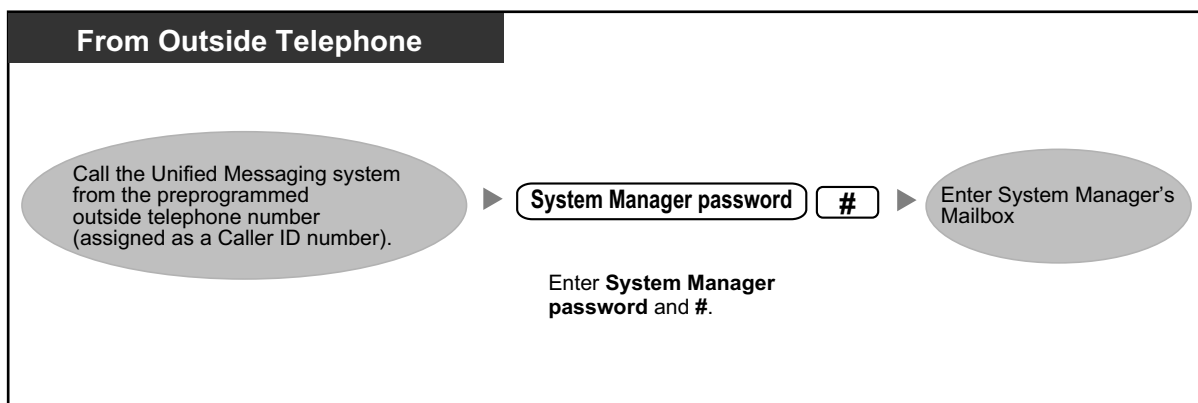 From Outside Telephone
Call the Unified Messaging system
from the preprogrammed
outside telephone number
(assigned as a Caller ID number).
System Manager password #
Enter System Manager
password and #.
Enter System Manager’s
Mailbox